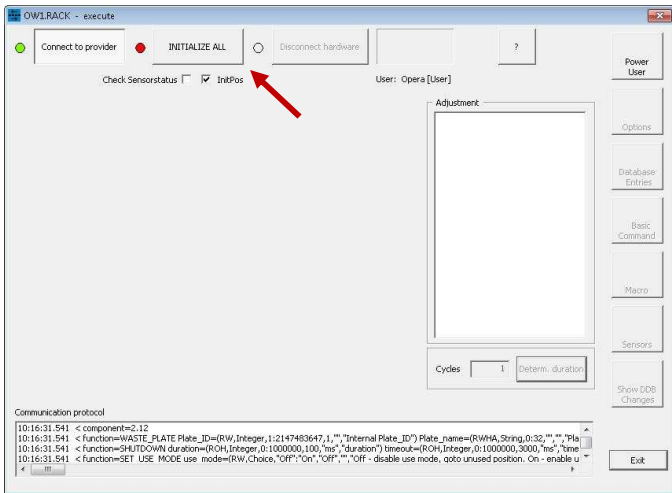 OW1.RACK - execute
Connect to provider
INITIALIZE ALL
Disconnect hardware
?
Check Sensorstatus
InitPos
User: Opera [User]
Power
User
Adjustment
Options
Database
Entries
Basic
Command
Macro
Sensors
Cycles 1 Determ. duration
Show DDB
Changes
Communication protocol
10:16:31.541 < component=2.12
10:16:31.541 < function=WASTE_PLATE Plate_ID=(RW,Integer,1:2147483647,1,"","Internal Plate_ID") Plate_name=(RWHA,String,0:32,"","","Pla
10:16:31.541 < function=SHUTDOWN duration=(ROH,Integer,0:1000000,100,"ms","duration") timeout=(ROH,Integer,0:1000000,3000,"ms","time
10:16:31.541 < function=SET_USE_MODE use_mode=(RW,Choice,"Off":"On","Off","","Off - disable use mode, goto unused position. On - enable u
Exit